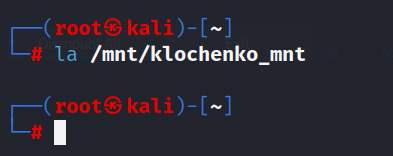 ┌──(root㉿kali)-[~]
└─# la /mnt/klochenko_mnt
┌──(root㉿kali)-[~]
└─#